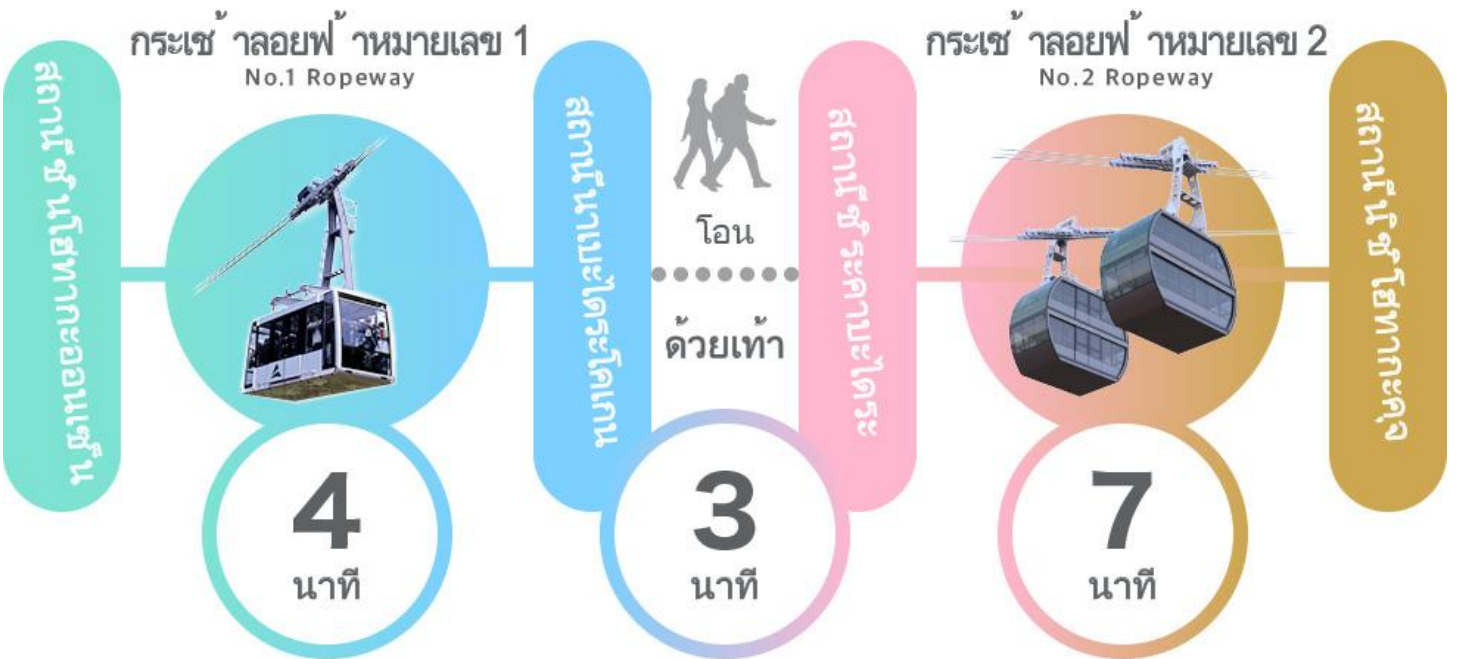 กระเช ้าลอยฟ ้าหมายเลข 1
No.1 Ropeway
สถานีชินโฮทากะออนเซ็น
สถานีนาเบะไดระโคเกน
4
นาที
โอน
ด้วยเท้า
3
นาที
กระเช ้าลอยฟ ้าหมายเลข 2
No.2 Ropeway
สถานีชิระคาบะไดระ
สถานีนิชิโฮทากะคุจิ
7
นาที